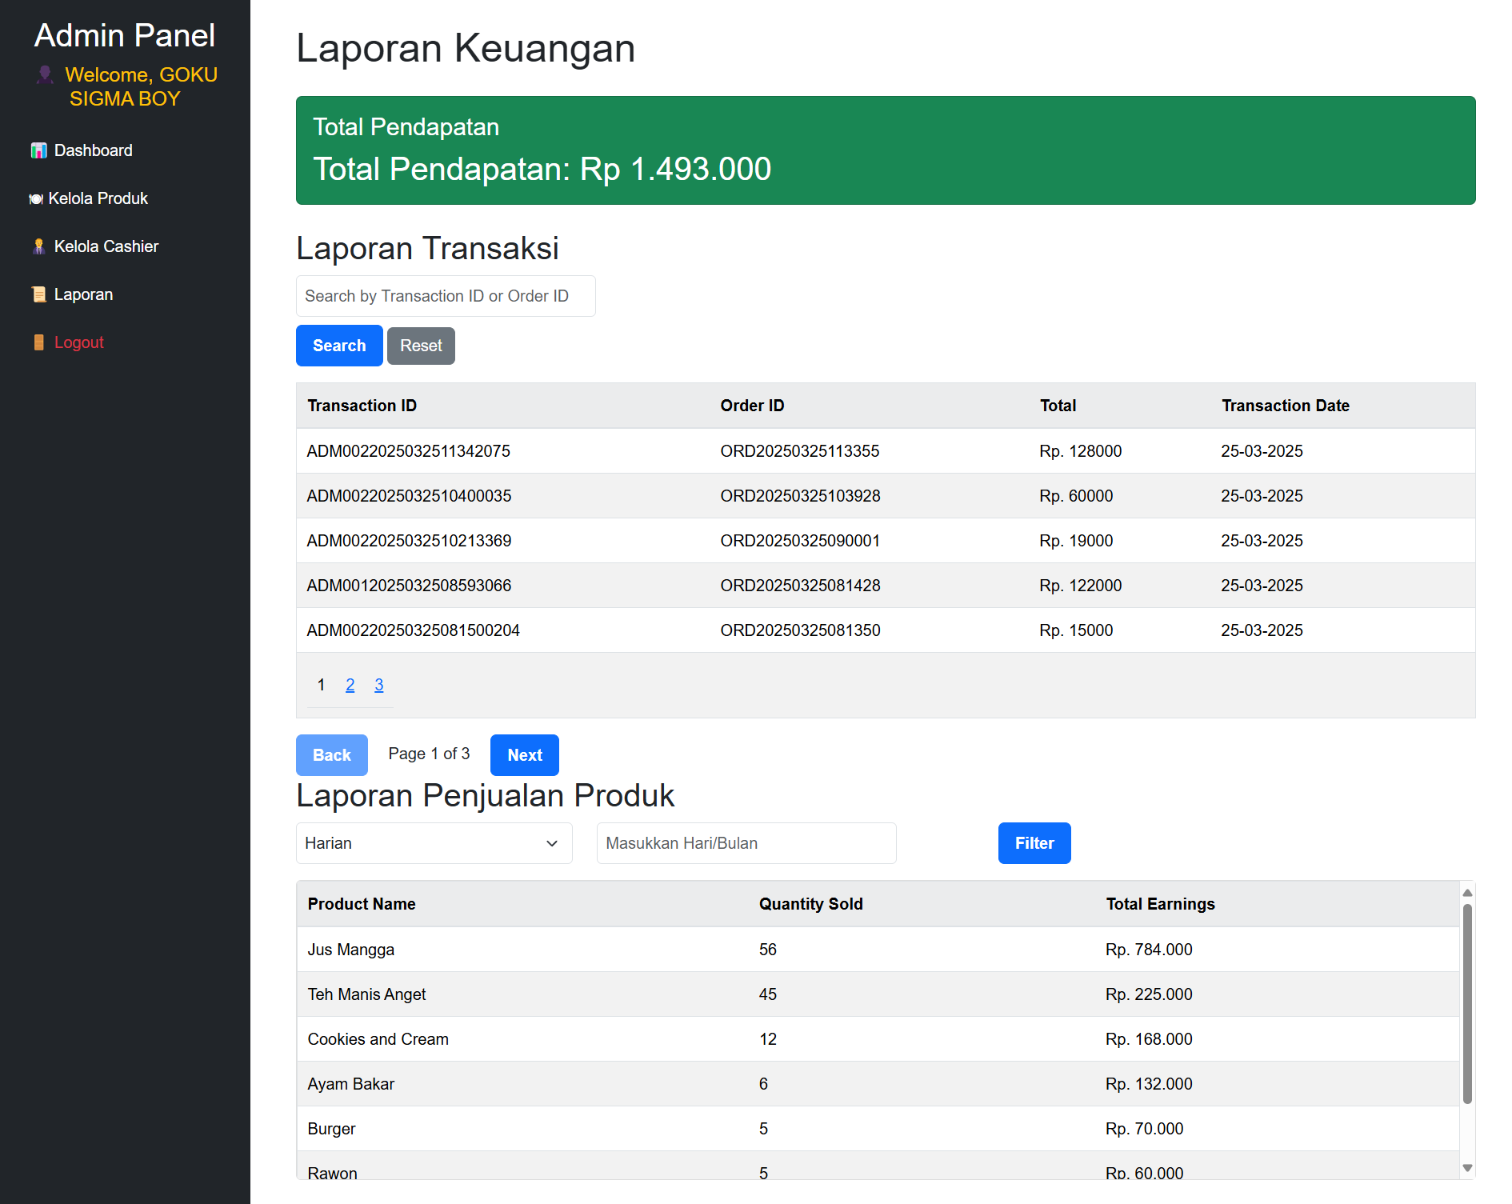 Admin Panel
Welcome, GOKU
SIGMA BOY
Dashboard
Kelola Produk
Kelola Cashier
Laporan
Logout
Laporan Keuangan
Total Pendapatan
Total Pendapatan: Rp 1.493.000
Laporan Transaksi
Search by Transaction ID or Order ID
Search Reset
Transaction ID Order ID Total Transaction Date
ADM0022025032511342075 ORD20250325113355 Rp. 128000 25-03-2025
ADM0022025032510400035 ORD20250325103928 Rp. 60000 25-03-2025
ADM0022025032510213369 ORD20250325090001 Rp. 19000 25-03-2025
ADM0012025032508593066 ORD20250325081428 Rp. 122000 25-03-2025
ADM00220250325081500204 ORD20250325081350 Rp. 15000 25-03-2025
1 2 3
Back Page 1 of 3 Next
Laporan Penjualan Produk
Harian Masukkan Hari/Bulan Filter
Product Name Quantity Sold Total Earnings
Jus Mangga 56 Rp. 784.000
Teh Manis Anget 45 Rp. 225.000
Cookies and Cream 12 Rp. 168.000
Ayam Bakar 6 Rp. 132.000
Burger 5 Rp. 70.000
Rawon 5 Rp. 60.000